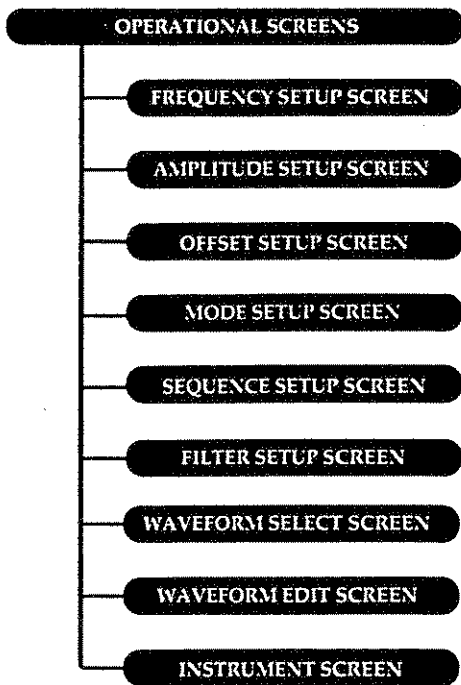 OPERATIONAL SCREENS
FREQUENCY SETUP SCREEN
AMPLITUDE SETUP SCREEN
OFFSET SETUP SCREEN
MODE SETUP SCREEN
SEQUENCE SETUP SCREEN
FILTER SETUP SCREEN
WAVEFORM SELECT SCREEN
WAVEFORM EDIT SCREEN
INSTRUMENT SCREEN